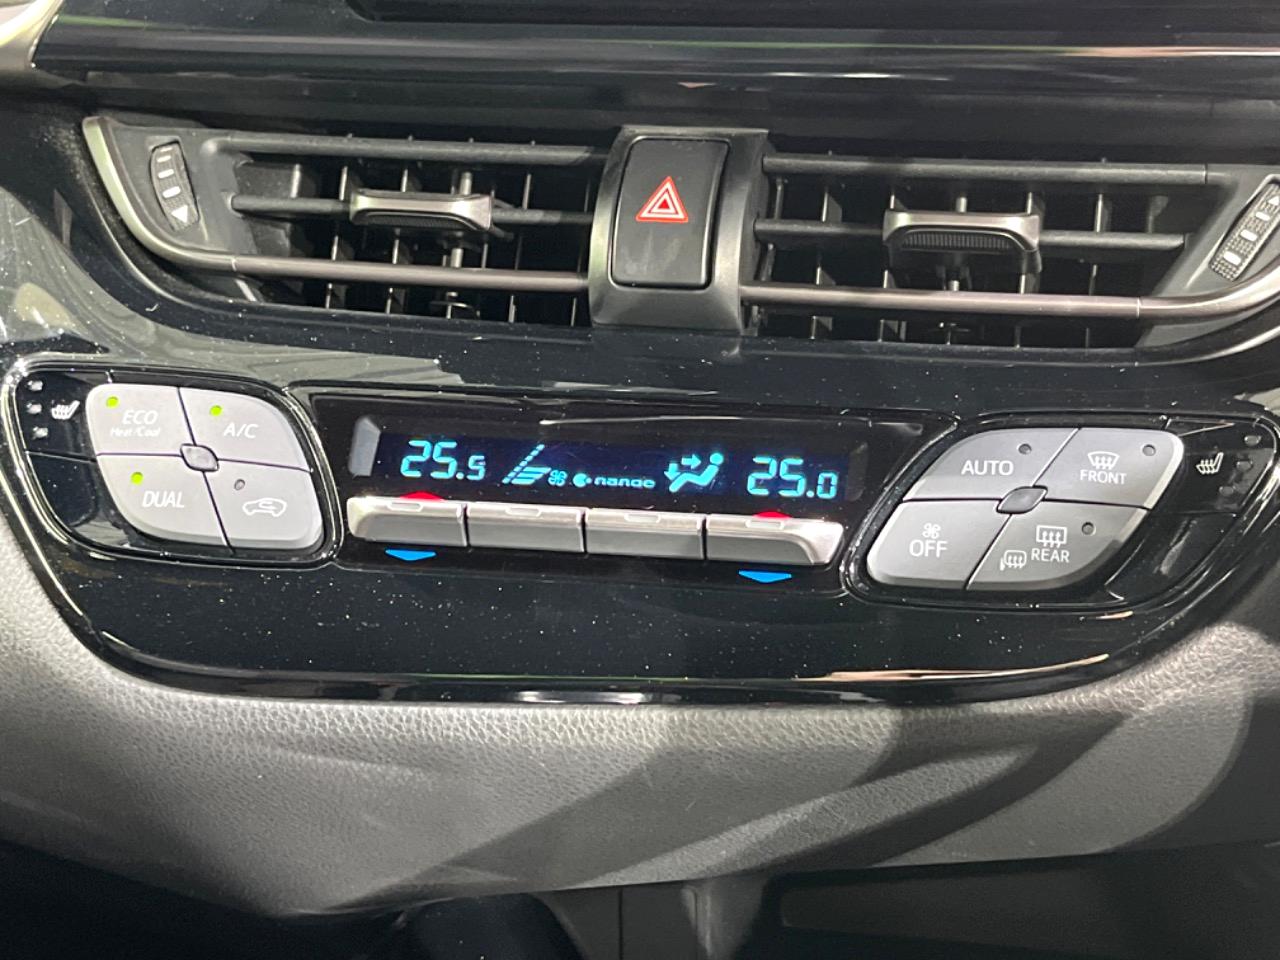 ECO
Heat/Cool
A/C
DUAL
25.5
nanoe
25.0
AUTO
FRONT
OFF
REAR